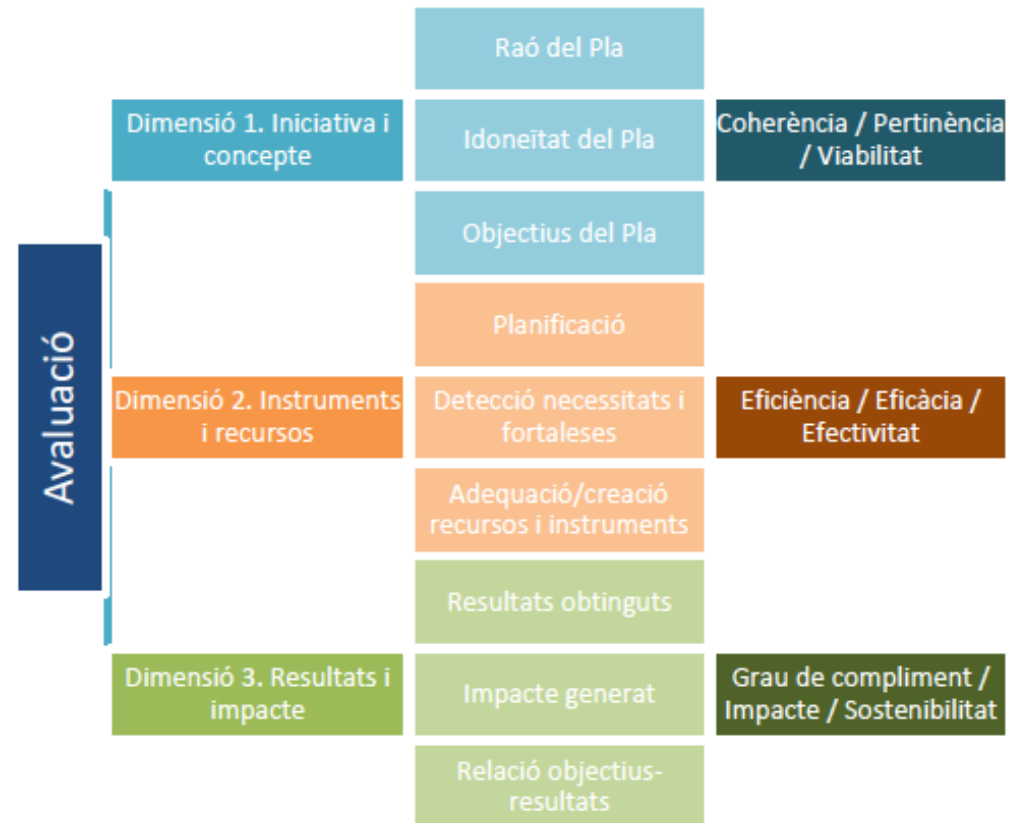 Avaluació
Dimensió 1. Iniciativa i
concepte
Raó del Pla
Idoneïtat del Pla
Objectius del Pla
Coherència / Pertinència
/ Viabilitat
Dimensió 2. Instruments
i recursos
Planificació
Detecció necessitats i
fortaleses
Adequació/creació
recursos i instruments
Eficiència / Eficàcia /
Efectivitat
Dimensió 3. Resultats i
impacte
Resultats obtinguts
Impacte generat
Relació objectius-
resultats
Grau de compliment /
Impacte / Sostenibilitat